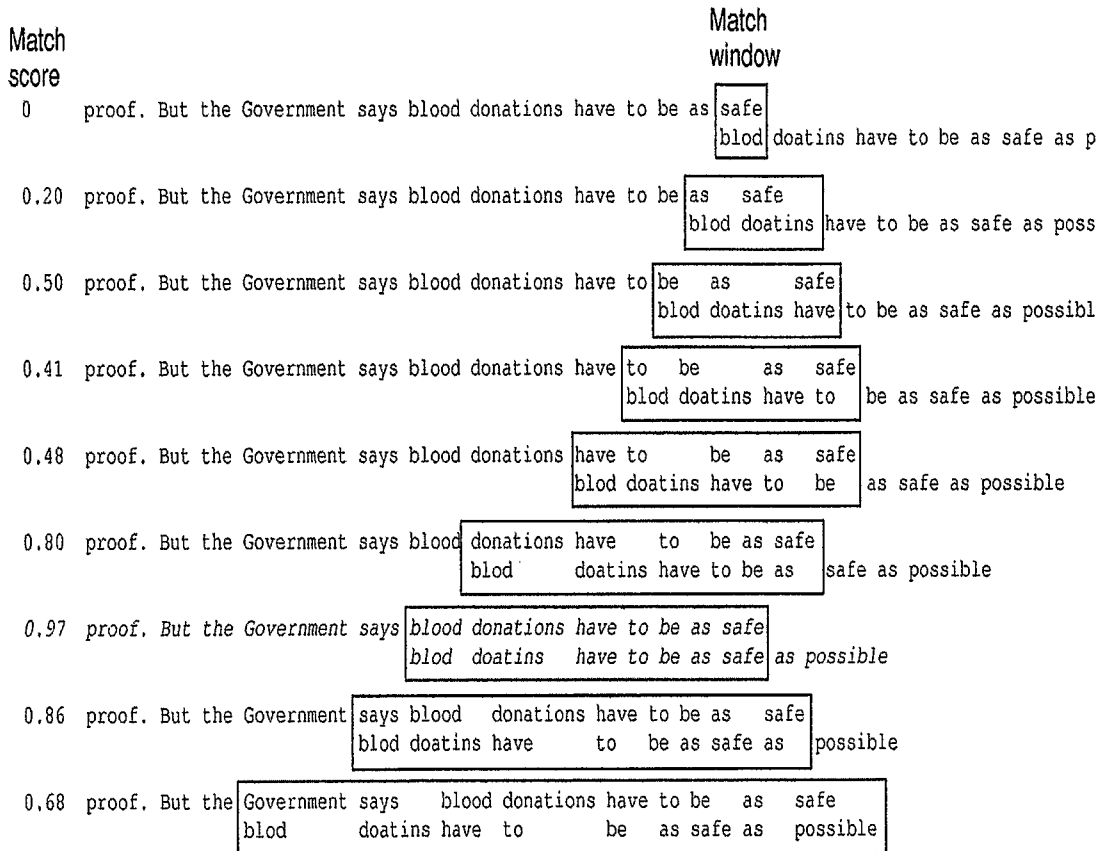 Match
window
Match
score
0 proof. But the Government says blood donations have to be as safe
blod doatins have to be as safe as p
0.20 proof. But the Government says blood donations have to be as safe
blod doatins have to be as safe as poss
0.50 proof. But the Government says blood donations have to be as safe
blod doatins have to be as safe as possibl
0.41 proof. But the Government says blood donations have to be as safe
blod doatins have to be as safe as possible
0.48 proof. But the Government says blood donations have to be as safe
blod doatins have to be as safe as possible
0.80 proof. But the Government says blood donations have to be as safe
blod doatins have to be as safe as possible
0.97 proof. But the Government says blood donations have to be as safe
blod doatins have to be as safe as possible
0.86 proof. But the Government says blood donations have to be as safe
blod doatins have to be as safe as possible
0.68 proof. But the Government says blood donations have to be as safe
blod doatins have to be as safe as possible